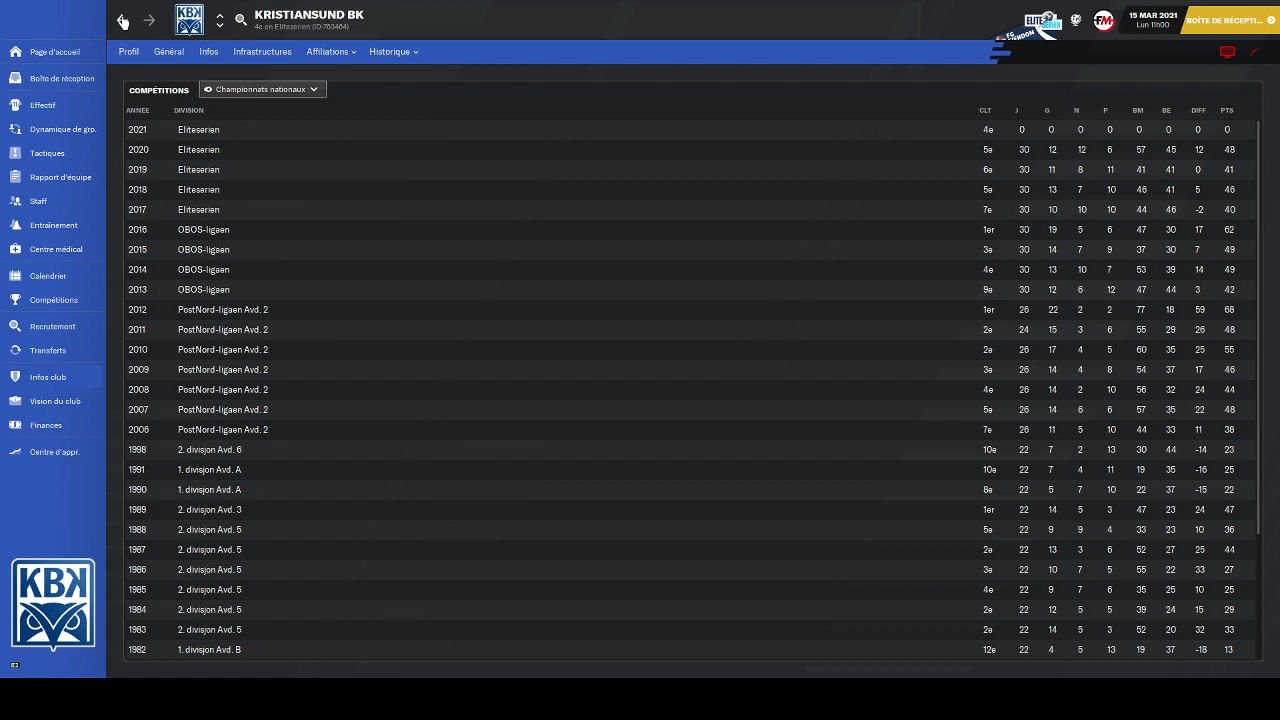 KRISTIANSUND BK
4e en Eliteserien (ID:763464)
ELITE SERIEN
FM
15 MAR 2021
Lun 11h00
BOÎTE DE RÉCEPTI...
Page d'accueil
Profil Général Infos Infrastructures Affiliations Historique
Boîte de réception
Effectif
Dynamique de grp.
Tactiques
Rapport d'équipe
Staff
Entraînement
Centre médical
Calendrier
Compétitions
Recrutement
Transferts
Infos club
Vision du club
Finances
Centre d'appr.
KBK
COMPÉTITIONS Championnats nationaux
ANNÉE DIVISION CLT J G N P BM BE DIFF PTS
2021 Eliteserien 4e 0 0 0 0 0 0 0 0
2020 Eliteserien 5e 30 12 12 6 57 45 12 48
2019 Eliteserien 6e 30 11 8 11 41 41 0 41
2018 Eliteserien 5e 30 13 7 10 46 41 5 46
2017 Eliteserien 7e 30 10 10 10 44 46 -2 40
2016 OBOS-ligaen 1er 30 19 5 6 47 30 17 62
2015 OBOS-ligaen 3e 30 14 7 9 37 30 7 49
2014 OBOS-ligaen 4e 30 13 10 7 53 39 14 49
2013 OBOS-ligaen 9e 30 12 6 12 47 44 3 42
2012 PostNord-ligaen Avd. 2 1er 26 22 2 2 77 18 59 68
2011 PostNord-ligaen Avd. 2 2e 24 15 3 6 55 29 26 48
2010 PostNord-ligaen Avd. 2 2e 26 17 4 5 60 35 25 55
2009 PostNord-ligaen Avd. 2 3e 26 14 4 8 54 37 17 46
2008 PostNord-ligaen Avd. 2 4e 26 14 2 10 56 32 24 44
2007 PostNord-ligaen Avd. 2 5e 26 14 6 6 57 35 22 48
2006 PostNord-ligaen Avd. 2 7e 26 11 5 10 44 33 11 38
1998 2. divisjon Avd. 6 10e 22 7 2 13 30 44 -14 23
1991 1. divisjon Avd. A 10e 22 7 4 11 19 35 -16 25
1990 1. divisjon Avd. A 8e 22 5 7 10 22 37 -15 22
1989 2. divisjon Avd. 3 1er 22 14 5 3 47 23 24 47
1988 2. divisjon Avd. 5 5e 22 9 9 4 33 23 10 36
1987 2. divisjon Avd. 5 2e 22 13 3 6 52 27 25 44
1986 2. divisjon Avd. 5 3e 22 10 7 5 55 22 33 27
1985 2. divisjon Avd. 5 4e 22 9 7 6 35 25 10 25
1984 2. divisjon Avd. 5 2e 22 12 5 5 39 24 15 29
1983 2. divisjon Avd. 5 2e 22 14 5 3 52 20 32 33
1982 1. divisjon Avd. B 12e 22 4 5 13 19 37 -18 13